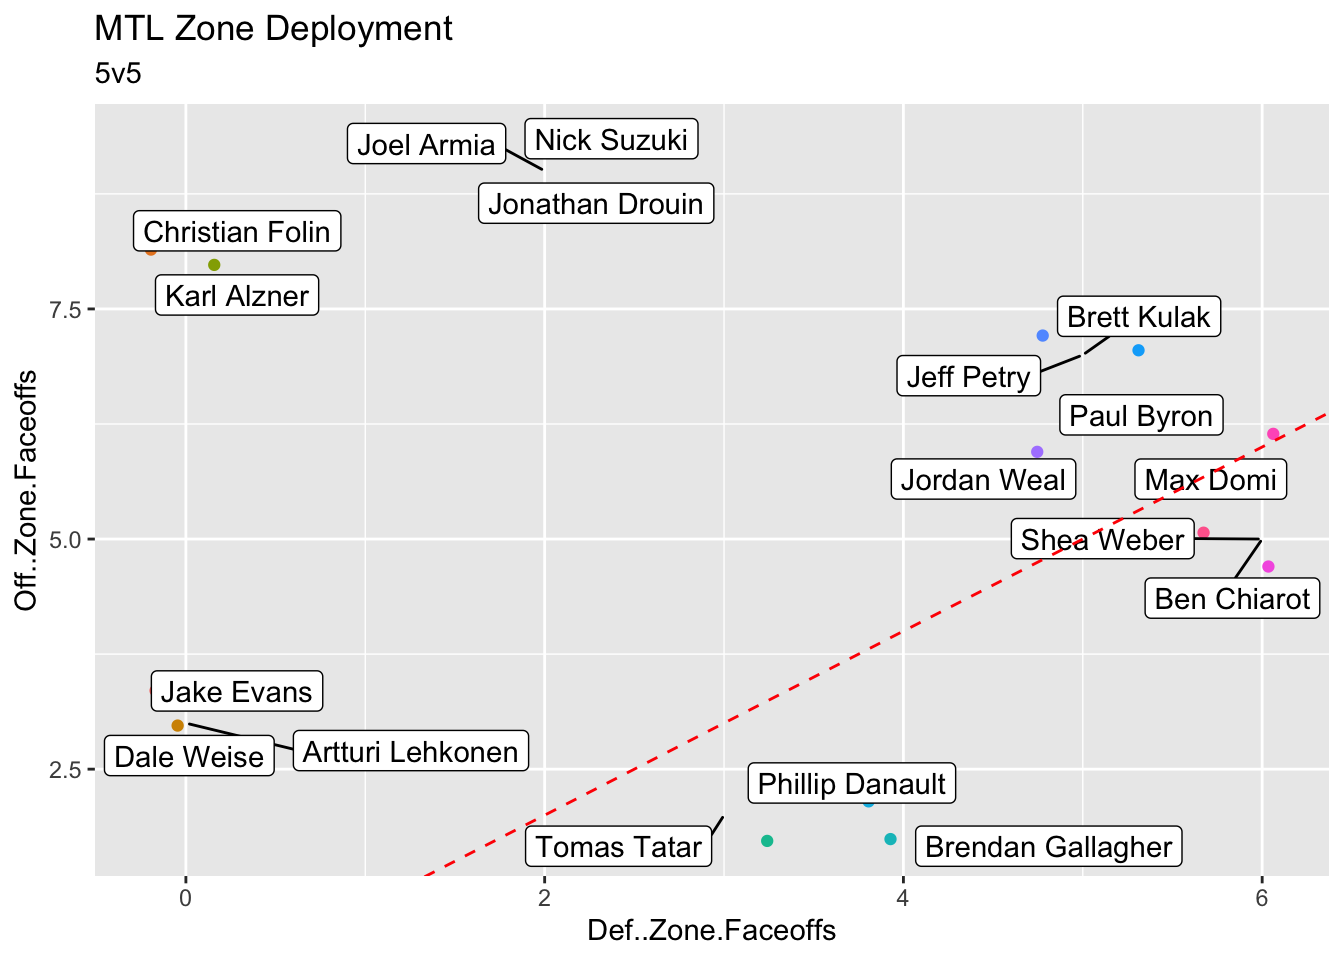 MTL Zone Deployment
5v5
Joel Armia
Nick Suzuki
Jonathan Drouin
Christian Folin
Karl Alzner
Brett Kulak
Jeff Petry
Paul Byron
Jordan Weal
Max Domi
Shea Weber
Ben Chiarot
Jake Evans
Dale Weise
Artturi Lehkonen
Phillip Danault
Tomas Tatar
Brendan Gallagher
7.5
5.0
2.5
Off..Zone.Faceoffs
0
2
4
6
Def..Zone.Faceoffs